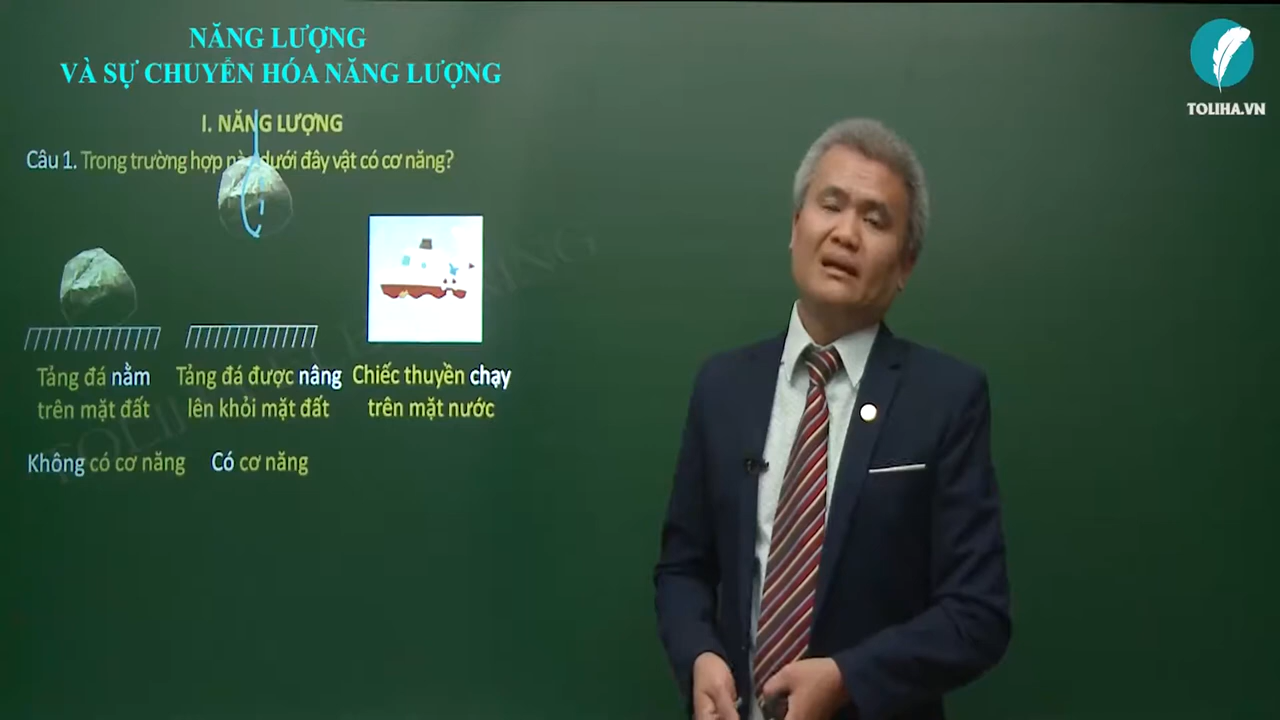 NĂNG LƯỢNG
VÀ SỰ CHUYỂN HÓA NĂNG LƯỢNG
I. NĂNG LƯỢNG
Câu 1. Trong trường hợp nào dưới đây vật có cơ năng?
Tảng đá nằm
trên mặt đất
Tảng đá được nâng
lên khỏi mặt đất
Chiếc thuyền chạy
trên mặt nước
Không có cơ năng
Có cơ năng
TOLIHA.VN